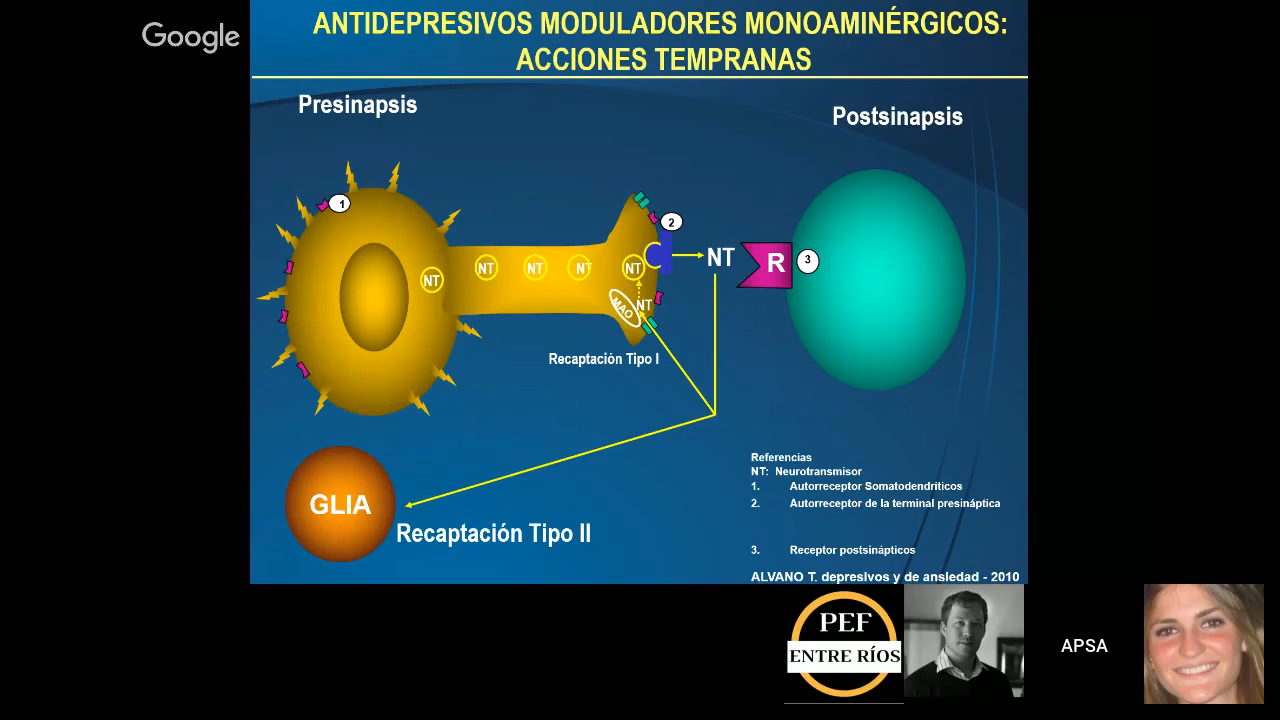 Google
ANTIDEPRESIVOS MODULADORES MONOAMINÉRGICOS:
ACCIONES TEMPRANAS
Presinapsis
Postsinapsis
1
2
NT
NT
NT
NT
NT
NT
R
3
NT
MAO
Recaptación Tipo I
GLIA
Recaptación Tipo II
Referencias
NT: Neurotransmisor
1. Autorreceptor Somatodendríticos
2. Autorreceptor de la terminal presináptica
3. Receptor postsinápticos
ALVANO T. depresivos y de ansiedad - 2010
PEF
ENTRE RÍOS
APSA